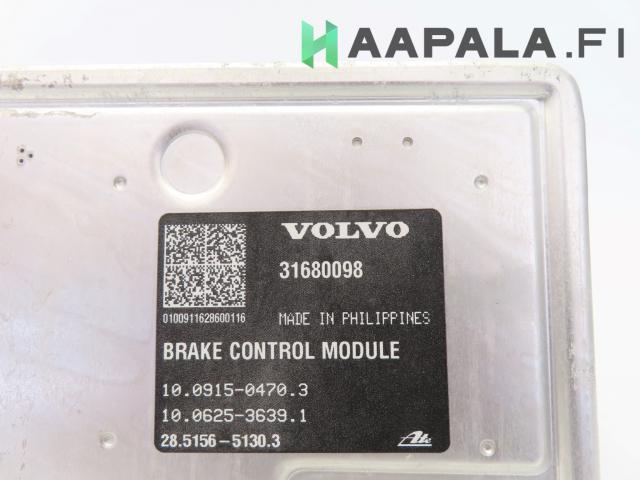 HAAPALA.FI
VOLVO
31680098
0100911628600116
MADE IN PHILIPPINES
BRAKE CONTROL MODULE
10.0915-0470.3
10.0625-3639.1
28.5156-5130.3
Ate